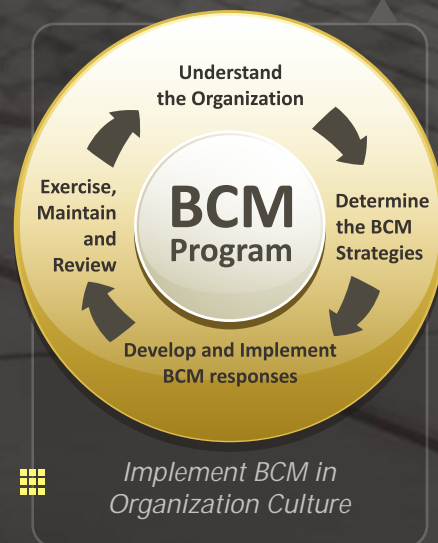 Understand
the Organization
Exercise,
Maintain
and
Review
BCM
Program
Determine
the BCM
Strategies
Develop and Implement
BCM responses
Implement BCM in
Organization Culture